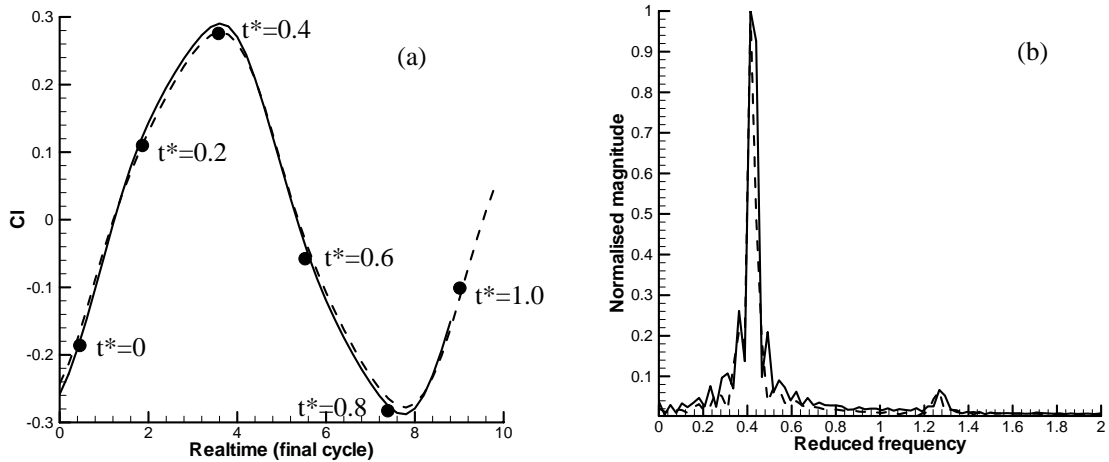 (a)
0.3
0.2
0.1
0
-0.1
-0.2
-0.3
Cl
t*=0.4
t*=0.2
t*=0.6
t*=1.0
t*=0
t*=0.8
0 2 4 6 8 10
Realtime (final cycle)
(b)
1
0.9
0.8
0.7
0.6
0.5
0.4
0.3
0.2
0.1
Normalised magnitude
0 0.2 0.4 0.6 0.8 1 1.2 1.4 1.6 1.8 2
Reduced frequency